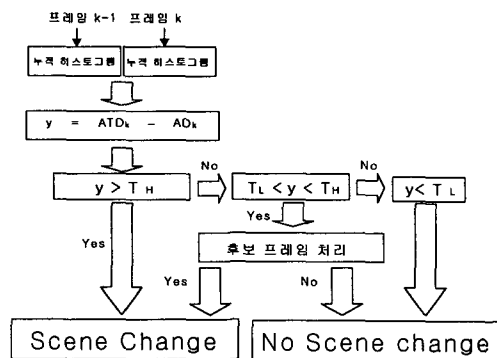 프레임 k-1 프레임 k
누적 히스토그램 누적 히스토그램
y = ATDk - ADk
y > TH No TL < y < TH No y< TL
Yes Yes
후보 프레임 처리
Yes No
Scene Change No Scene change